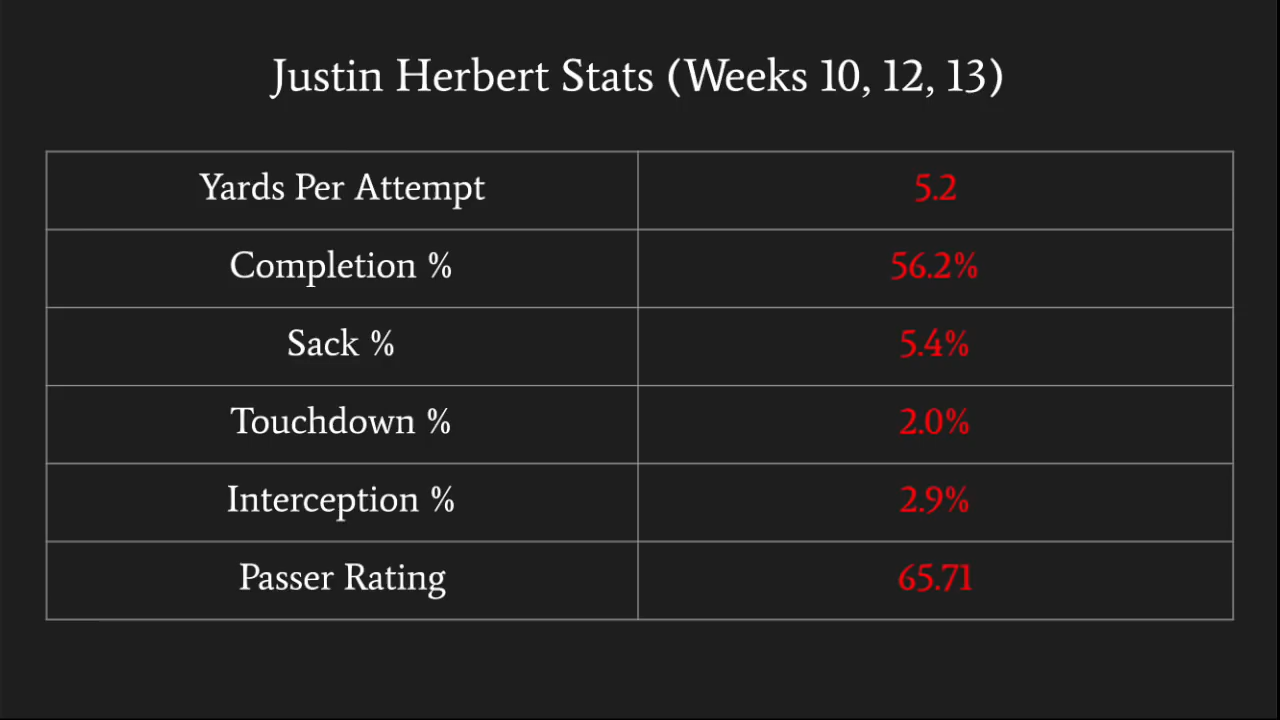 Justin Herbert Stats (Weeks 10, 12, 13)
Yards Per Attempt 5.2
Completion % 56.2%
Sack % 5.4%
Touchdown % 2.0%
Interception % 2.9%
Passer Rating 65.71